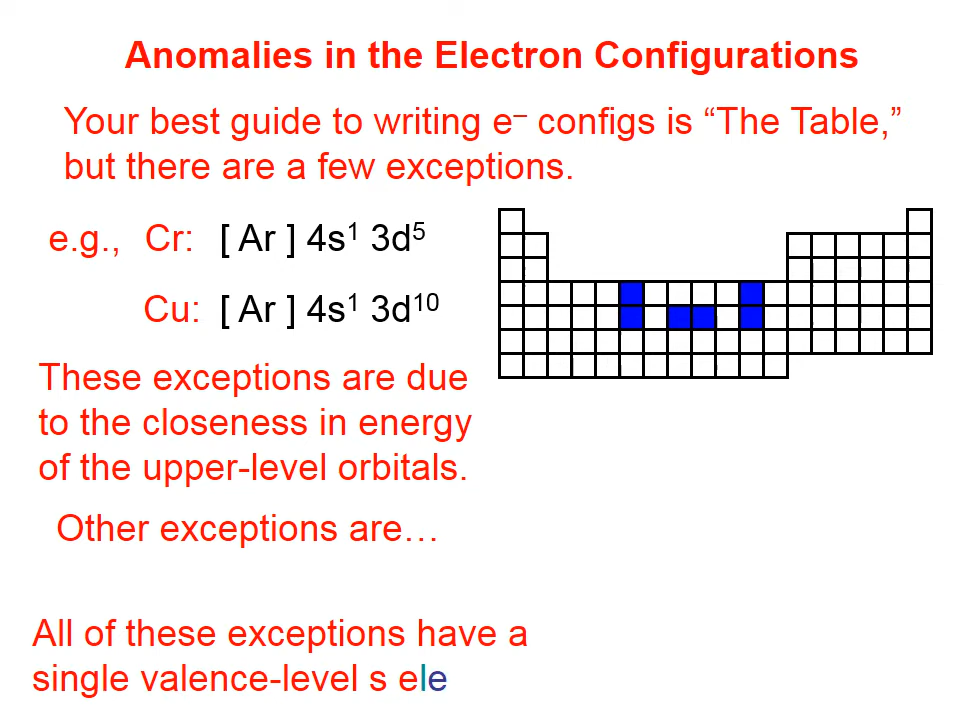 Anomalies in the Electron Configurations
Your best guide to writing e⁻ configs is “The Table,”
but there are a few exceptions.
e.g., Cr: [ Ar ] 4s¹ 3d⁵
Cu: [ Ar ] 4s¹ 3d¹⁰
These exceptions are due
to the closeness in energy
of the upper-level orbitals.
Other exceptions are…
All of these exceptions have a
single valence-level s ele